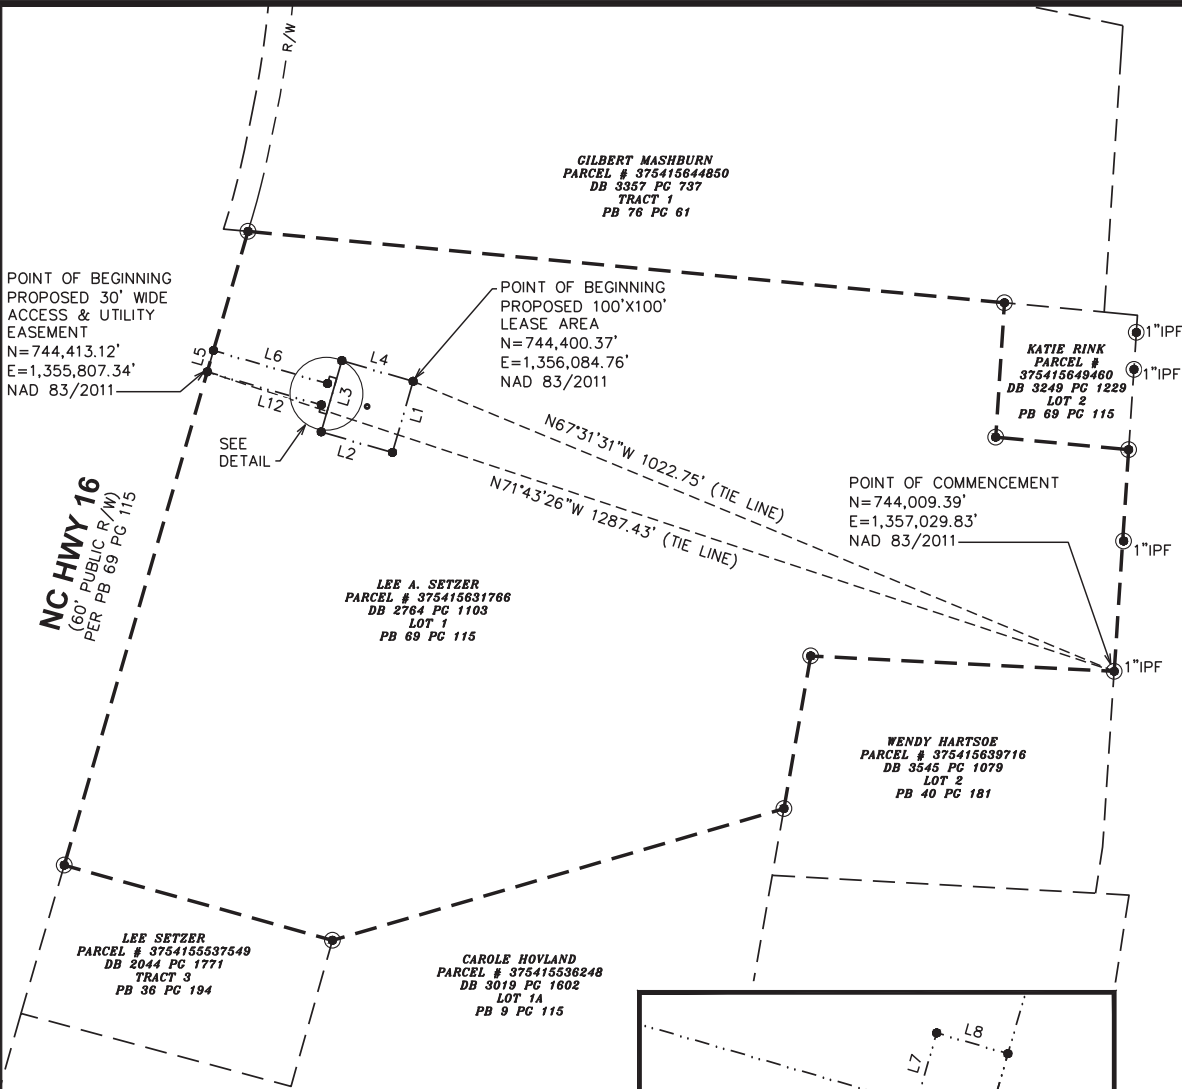 R/W
GILBERT MASHBURN
PARCEL # 375415644850
DB 3357 PG 737
TRACT 1
PB 76 PG 61
POINT OF BEGINNING
PROPOSED 30' WIDE
ACCESS & UTILITY
EASEMENT
N=744,413.12'
E=1,355,807.34'
NAD 83/2011
POINT OF BEGINNING
PROPOSED 100'X100'
LEASE AREA
N=744,400.37'
E=1,356,084.76'
NAD 83/2011
1"IPF
KATIE RINK
PARCEL #
375415649460
DB 3249 PG 1229
LOT 2
PB 69 PG 115
1"IPF
L5
L6
L4
L3
L1
L12
L2
SEE
DETAIL
N67°31'31"W 1022.75' (TIE LINE)
N71°43'26"W 1287.43' (TIE LINE)
POINT OF COMMENCEMENT
N=744,009.39'
E=1,357,029.83'
NAD 83/2011
1"IPF
NC HWY 16
(60' PUBLIC R/W)
PER PB 69 PG 115
LEE A. SETZER
PARCEL # 375415631766
DB 2764 PG 1103
LOT 1
PB 69 PG 115
1"IPF
WENDY HARTSOE
PARCEL # 375415639716
DB 3545 PG 1079
LOT 2
PB 40 PG 181
LEE SETZER
PARCEL # 3754155537549
DB 2044 PG 1771
TRACT 3
PB 36 PG 194
CAROLE HOVLAND
PARCEL # 375415536248
DB 3019 PG 1602
LOT 1A
PB 9 PG 115
L8
L7